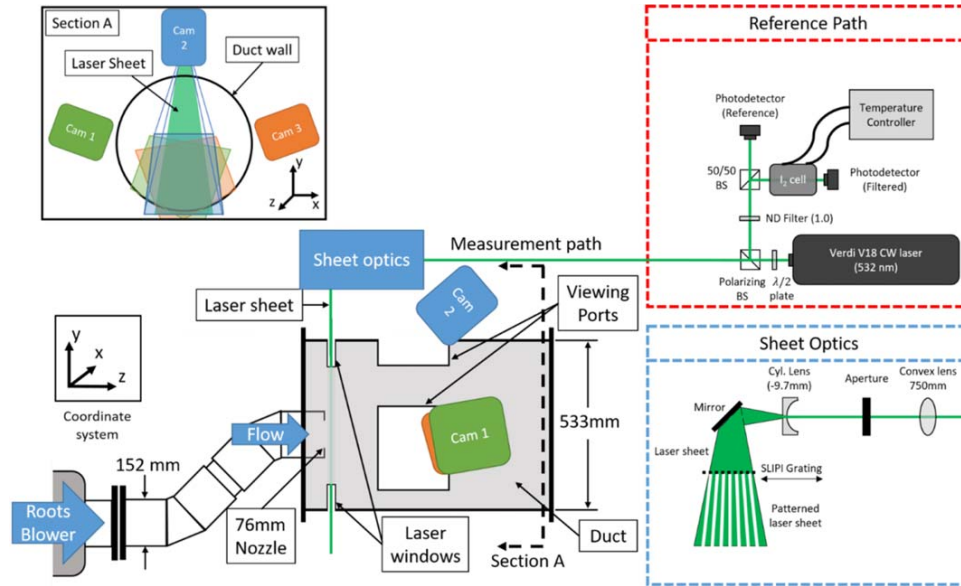 Section A
Cam
2
Laser Sheet
Duct wall
Cam 1
Cam 3
y
z
x
Reference Path
Photodetector
(Reference)
Temperature
Controller
50/50
BS
I2 cell
Photodetector
(Filtered)
ND Filter (1.0)
Verdi V18 CW laser
(532 nm)
Polarizing
BS
λ/2
plate
Measurement path
Sheet optics
Laser sheet
Cam
2
Viewing
Ports
y
x
z
Coordinate
system
Flow
Cam 1
533mm
152 mm
Roots
Blower
76mm
Nozzle
Laser
windows
Duct
Section A
Sheet Optics
Cyl. Lens
(-9.7mm)
Aperture
Convex lens
750mm
Mirror
Laser sheet
SLIPI Grating
Patterned
laser sheet